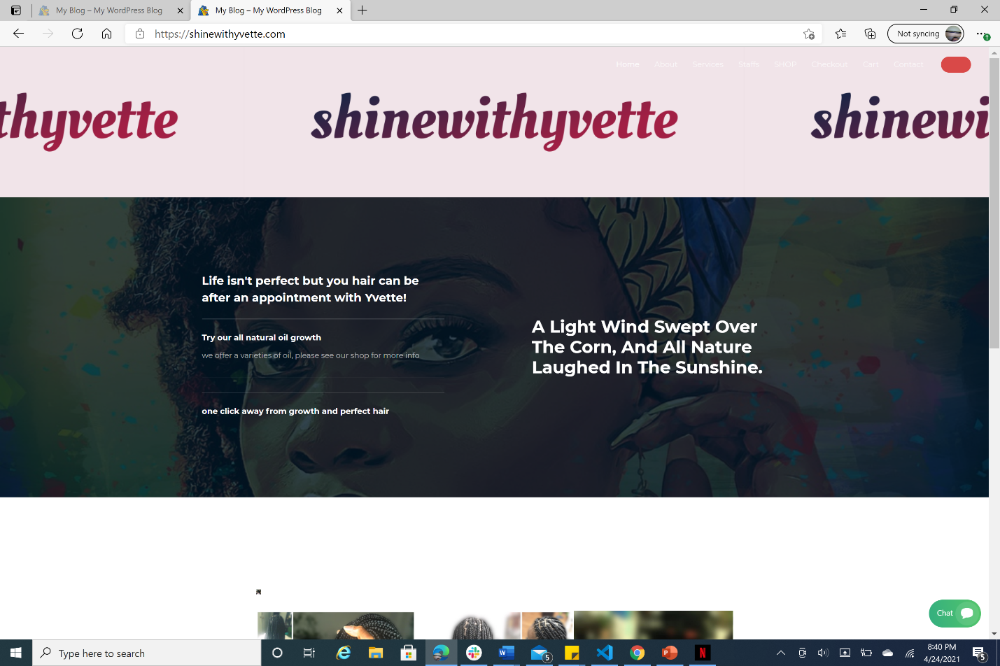 My Blog – My WordPress Blog
My Blog – My WordPress Blog
https://shinewithyvette.com
Not syncing
Home About Services Staffs SHOP Checkout Cart Contact
thyvette shinewithyvette shinewi
Life isn't perfect but you hair can be
after an appointment with Yvette!
Try our all natural oil growth
we offer a varieties of oil, please see our shop for more info
one click away from growth and perfect hair
A Light Wind Swept Over
The Corn, And All Nature
Laughed In The Sunshine.
Chat
Type here to search
5
8:40 PM
4/24/2021
5